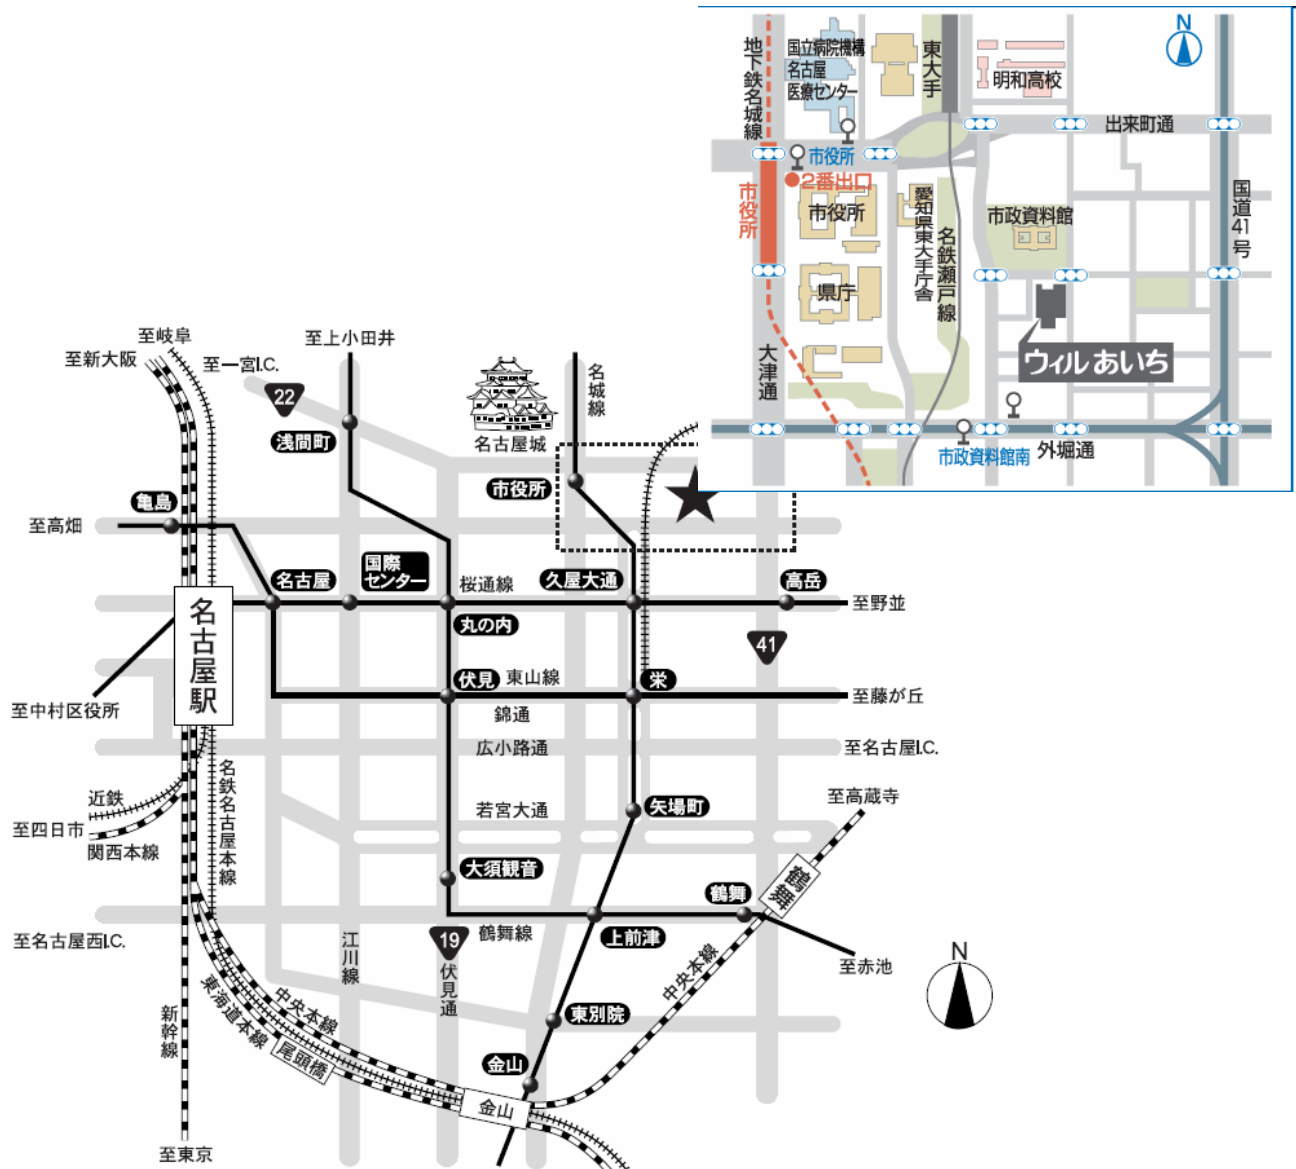 N
地下鉄名城線
国立病院機構
名古屋
医療センター
東大手
明和高校
出来町通
市役所
2番出口
市役所
市役所
愛知県東大手庁舎
名鉄瀬戸線
市政資料館
国道41号
県庁
大津通
ウィルあいち
市政資料館南
外堀通
至岐阜
至新大阪
至一宮I.C.
至上小田井
22
浅間町
名古屋城
名城線
市役所
亀島
至高畑
名古屋
国際
センター
桜通線
久屋大通
高岳
至野並
丸の内
名古屋駅
41
伏見
東山線
栄
至藤が丘
至中村区役所
錦通
広小路通
至名古屋I.C.
名鉄名古屋本線
近鉄
至四日市
関西本線
若宮大通
矢場町
至高蔵寺
大須観音
鶴舞
鶴舞
至名古屋西I.C.
江川線
19
伏見通
鶴舞線
上前津
至赤池
N
中央本線
中央本線
東海道本線
新幹線
尾頭橋
東別院
金山
金山
至東京